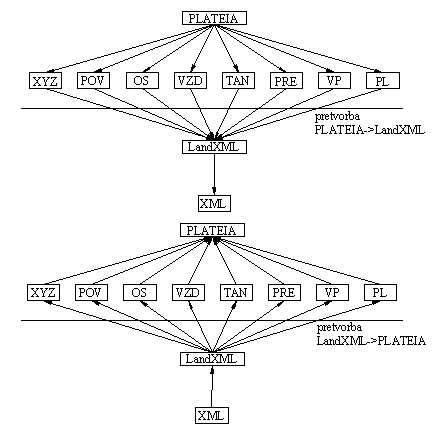 PLATEIA
XYZ POV OS VZD TAN PRE VP PL
pretvorba
PLATEIA->LandXML
LandXML
XML
PLATEIA
XYZ POV OS VZD TAN PRE VP PL
pretvorba
LandXML->PLATEIA
LandXML
XML